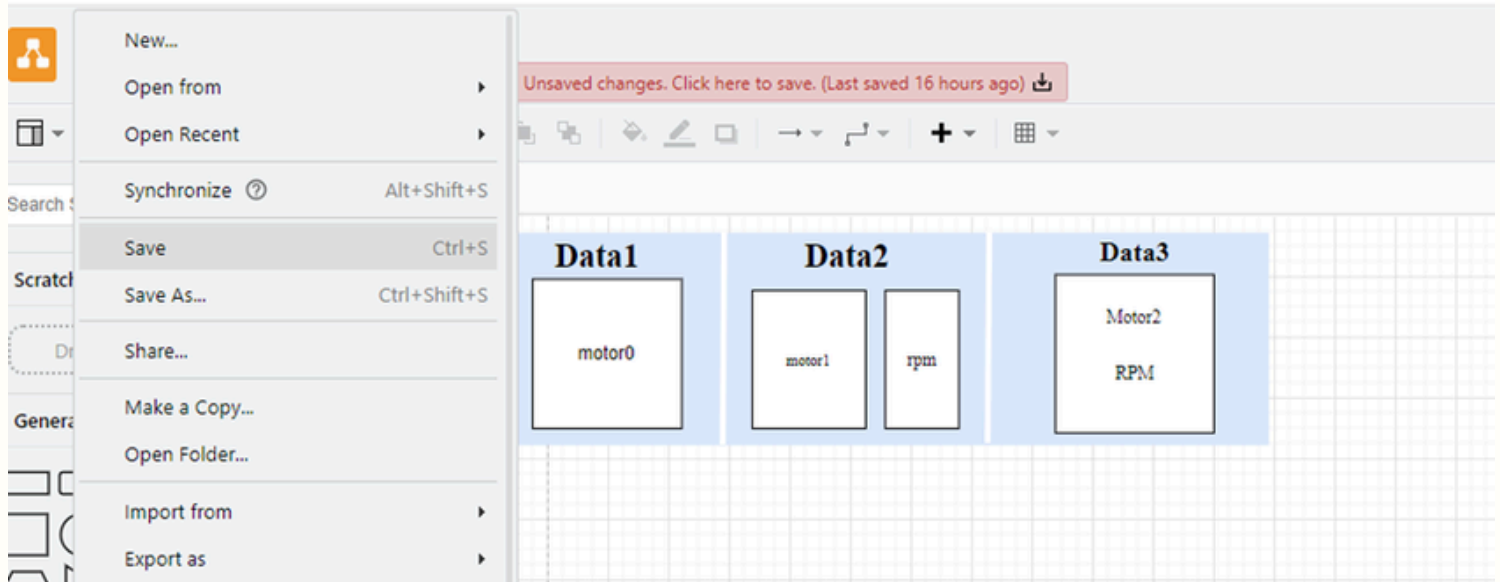 New...
Open from
Open Recent
Synchronize Alt+Shift+S
Save Ctrl+S
Save As... Ctrl+Shift+S
Share...
Make a Copy...
Open Folder...
Import from
Export as
Unsaved changes. Click here to save. (Last saved 16 hours ago)
Search
Data1
motor0
Data2
motor1
rpm
Data3
Motor2
RPM